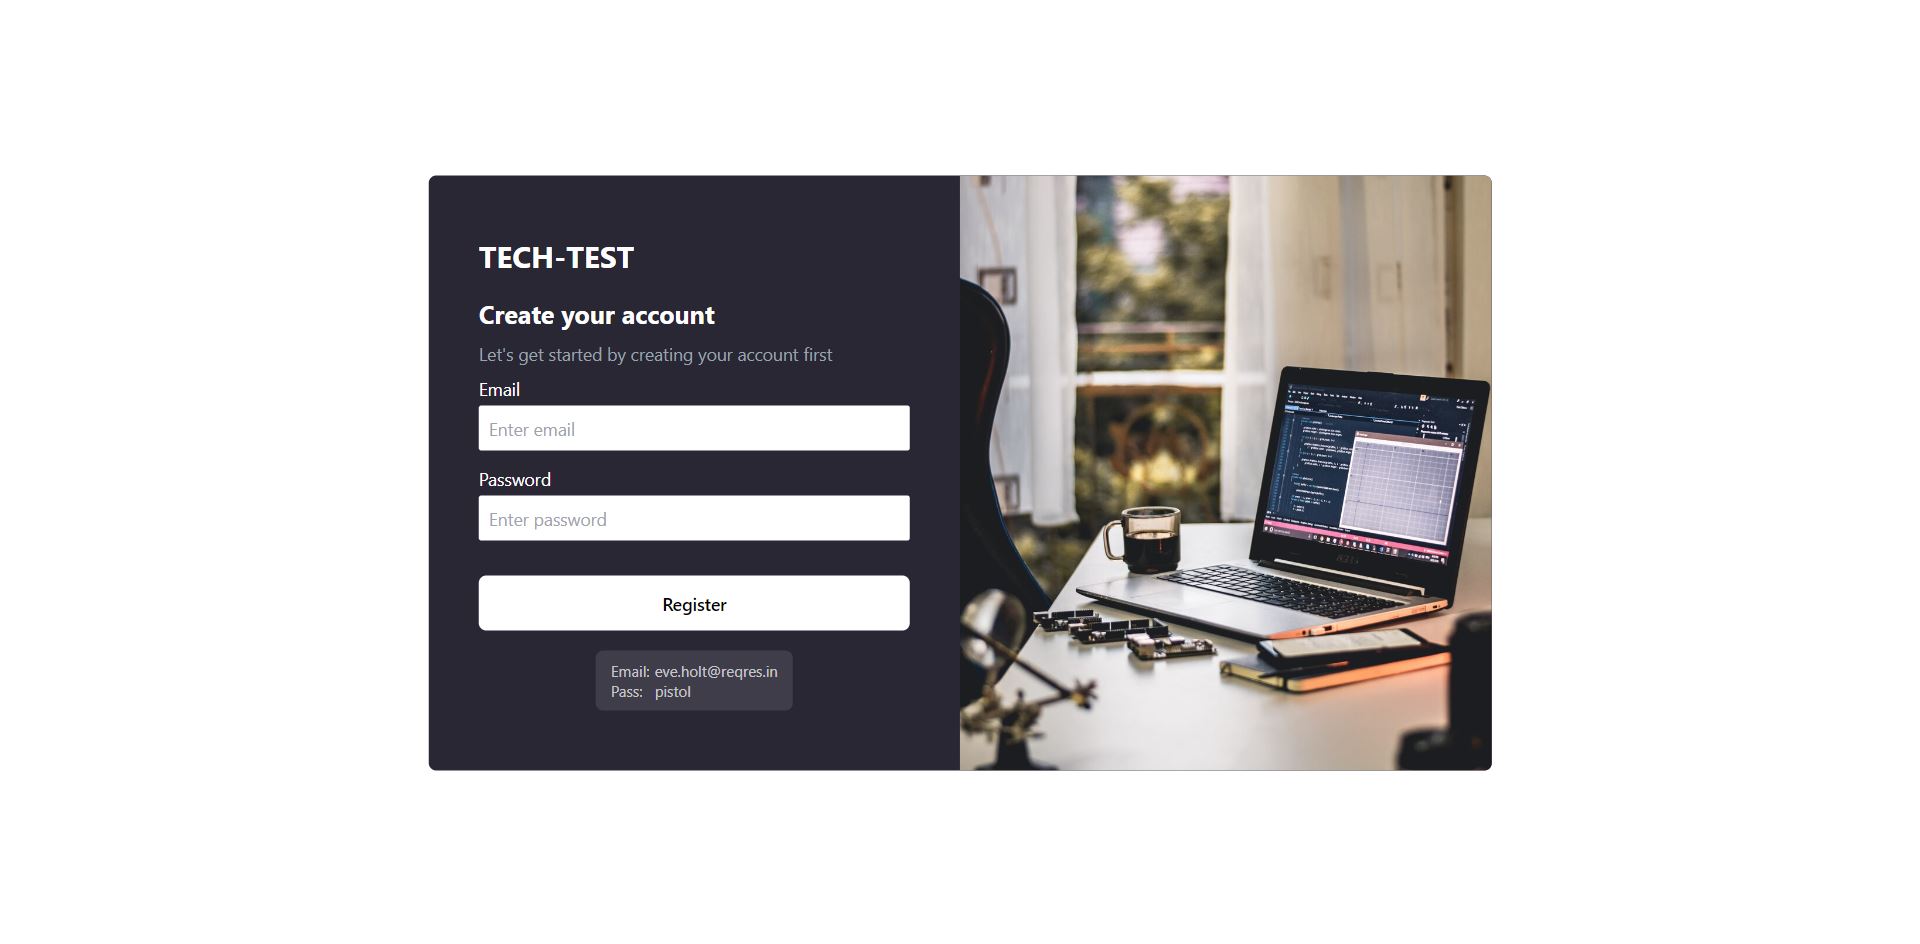 TECH-TEST
Create your account
Let's get started by creating your account first
Email
Enter email
Password
Enter password
Register
Email: eve.holt@reqres.in
Pass: pistol